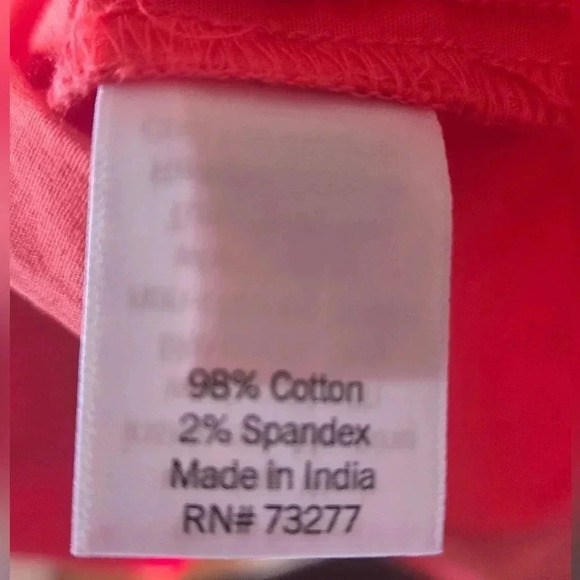 98% Cotton
2% Spandex
Made in India
RN# 73277